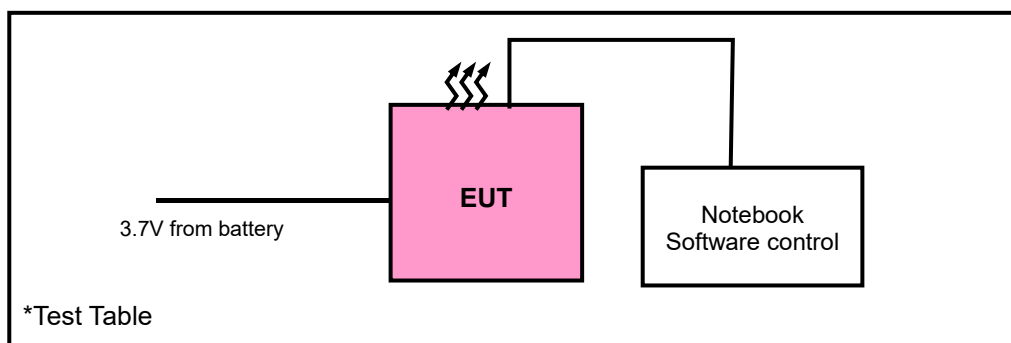 EUT
3.7V from battery
Notebook
Software control
*Test Table